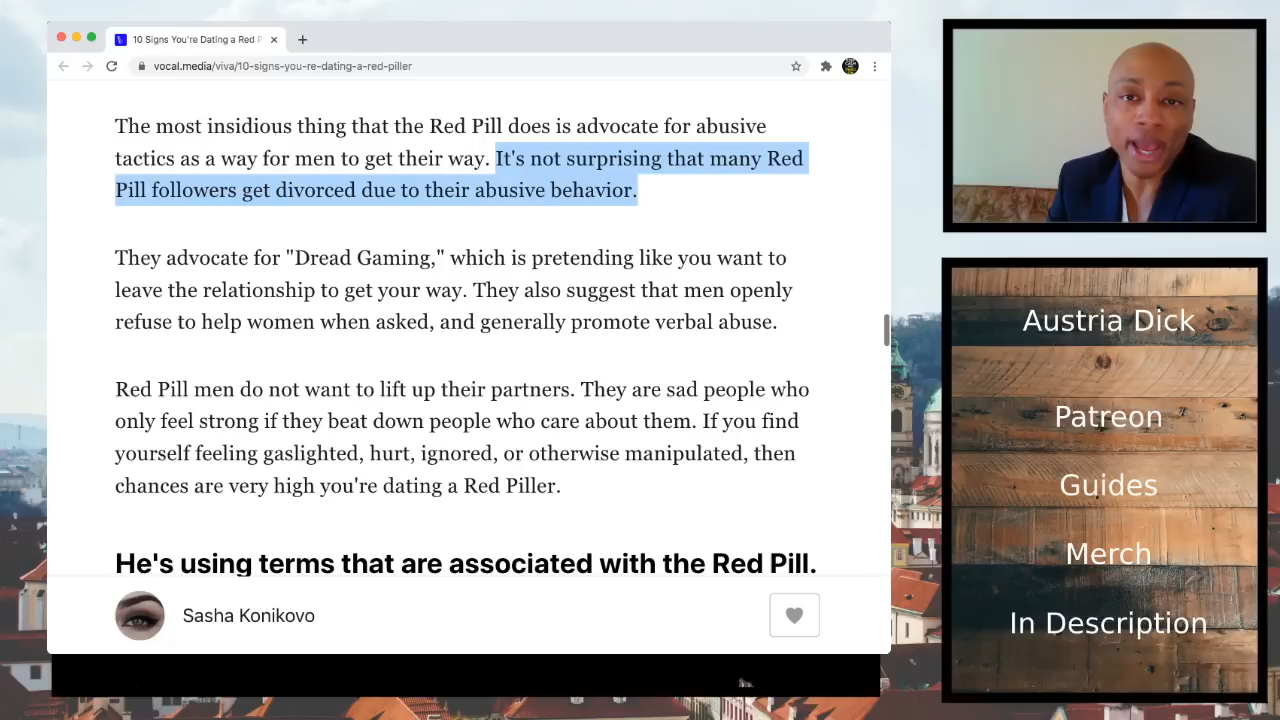 10 Signs You're Dating a Red P
vocal.media/viva/10-signs-you-re-dating-a-red-piller
The most insidious thing that the Red Pill does is advocate for abusive
tactics as a way for men to get their way. It's not surprising that many Red
Pill followers get divorced due to their abusive behavior.
They advocate for "Dread Gaming," which is pretending like you want to
leave the relationship to get your way. They also suggest that men openly
refuse to help women when asked, and generally promote verbal abuse.
Red Pill men do not want to lift up their partners. They are sad people who
only feel strong if they beat down people who care about them. If you find
yourself feeling gaslighted, hurt, ignored, or otherwise manipulated, then
chances are very high you're dating a Red Piller.
He's using terms that are associated with the Red Pill.
Sasha Konikovo
Austria Dick
Patreon
Guides
Merch
In Description